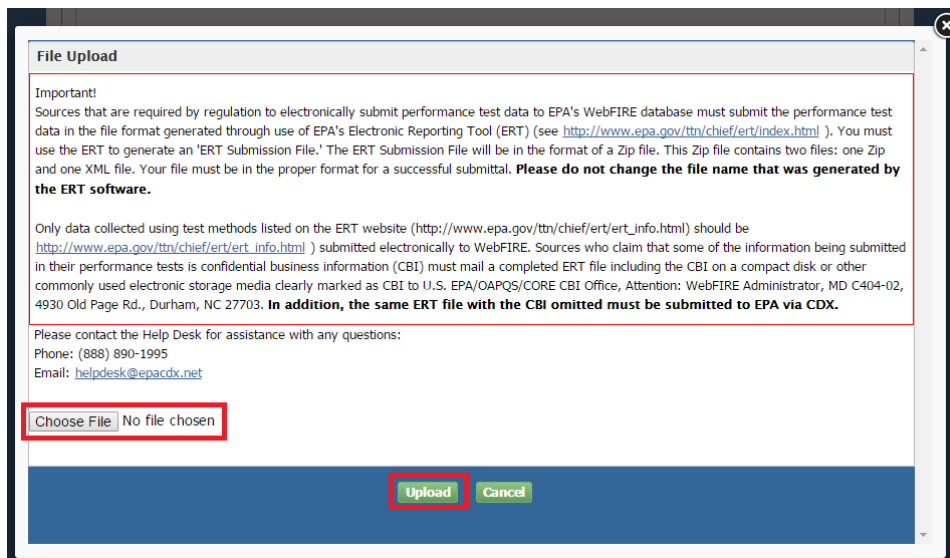 File Upload
Important!
Sources that are required by regulation to electronically submit performance test data to EPA's WebFIRE database must submit the performance test
data in the file format generated through use of EPA's Electronic Reporting Tool (ERT) (see http://www.epa.gov/ttn/chief/ert/index.html ). You must
use the ERT to generate an 'ERT Submission File.' The ERT Submission File will be in the format of a Zip file. This Zip file contains two files: one Zip
and one XML file. Your file must be in the proper format for a successful submittal. Please do not change the file name that was generated by
the ERT software.
Only data collected using test methods listed on the ERT website (http://www.epa.gov/ttn/chief/ert/ert_info.html) should be
http://www.epa.gov/ttn/chief/ert/ert_info.html ) submitted electronically to WebFIRE. Sources who claim that some of the information being submitted
in their performance tests is confidential business information (CBI) must mail a completed ERT file including the CBI on a compact disk or other
commonly used electronic storage media clearly marked as CBI to U.S. EPA/OAPQS/CORE CBI Office, Attention: WebFIRE Administrator, MD C404-02,
4930 Old Page Rd., Durham, NC 27703. In addition, the same ERT file with the CBI omitted must be submitted to EPA via CDX.
Please contact the Help Desk for assistance with any questions:
Phone: (888) 890-1995
Email: helpdesk@epacdx.net
Choose File No file chosen
Upload Cancel